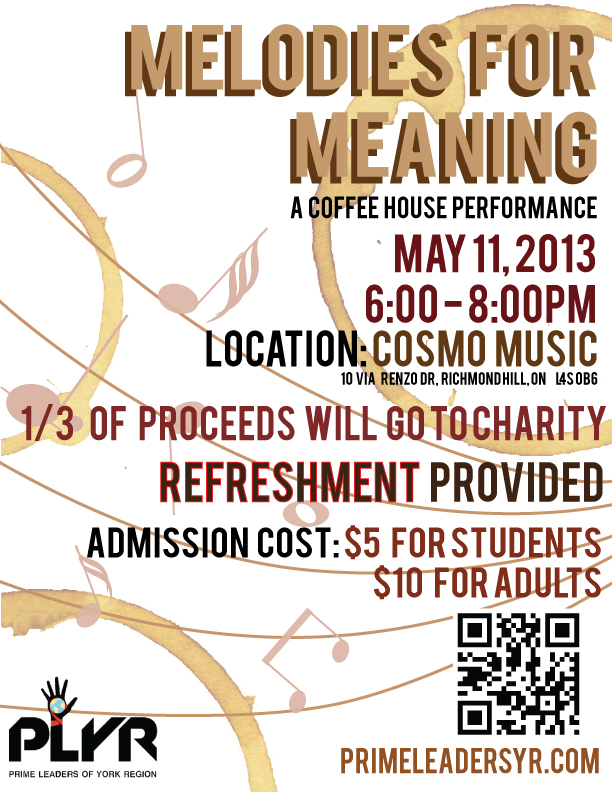 MELODIES FOR
MEANING
A COFFEE HOUSE PERFORMANCE
MAY 11, 2013
6:00 – 8:00PM
LOCATION: COSMO MUSIC
10 VIA RENZO DR, RICHMONDHILL, ON L4S 0B6
1/3 OF PROCEEDS WILL GO TO CHARITY
REFRESHMENT PROVIDED
ADMISSION COST: $5 FOR STUDENTS
$10 FOR ADULTS
PLYR
PRIME LEADERS OF YORK REGION
PRIMELEADERSYR.COM